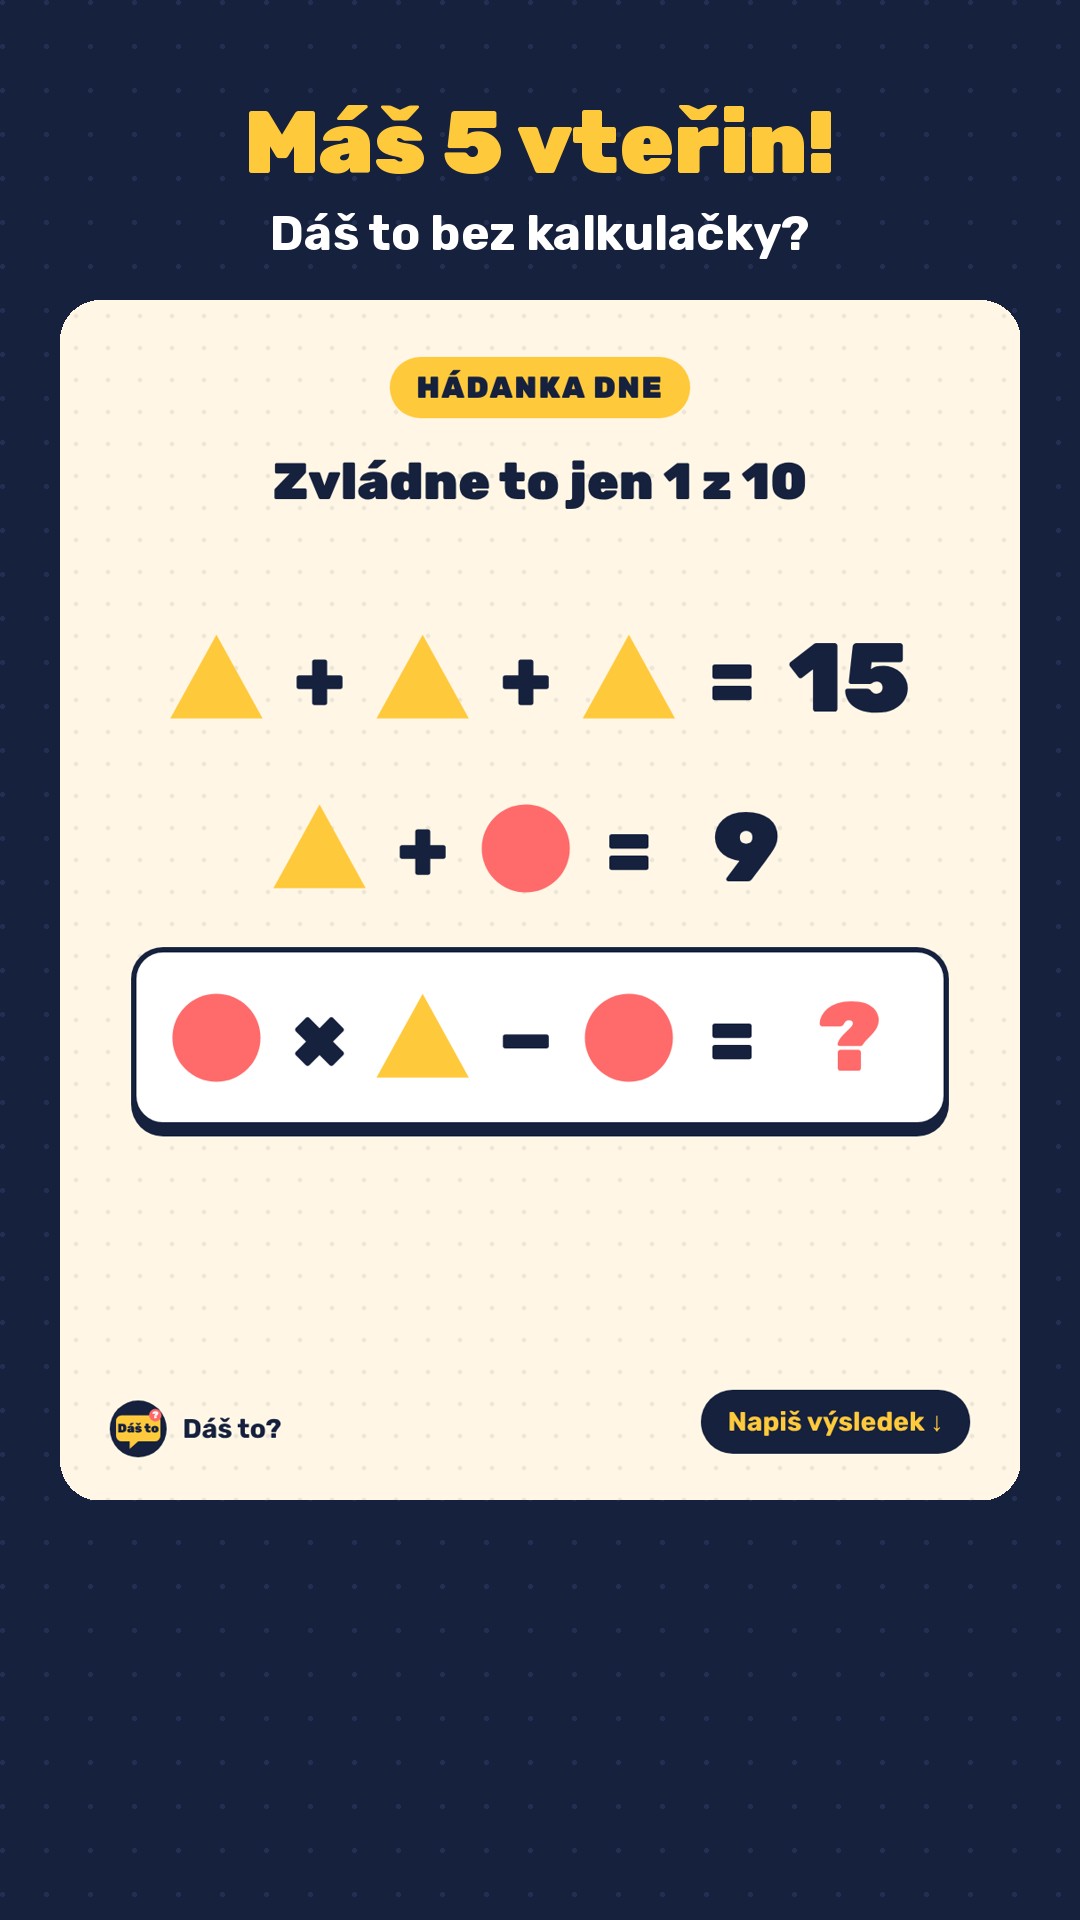 Máš 5 vteřin!
Dáš to bez kalkulačky?
HÁDANKA DNE
Zvládne to jen 1 z 10
+ + = 15
+ = 9
× − = ?
Dáš to ?
Dáš to?
Napiš výsledek ↓